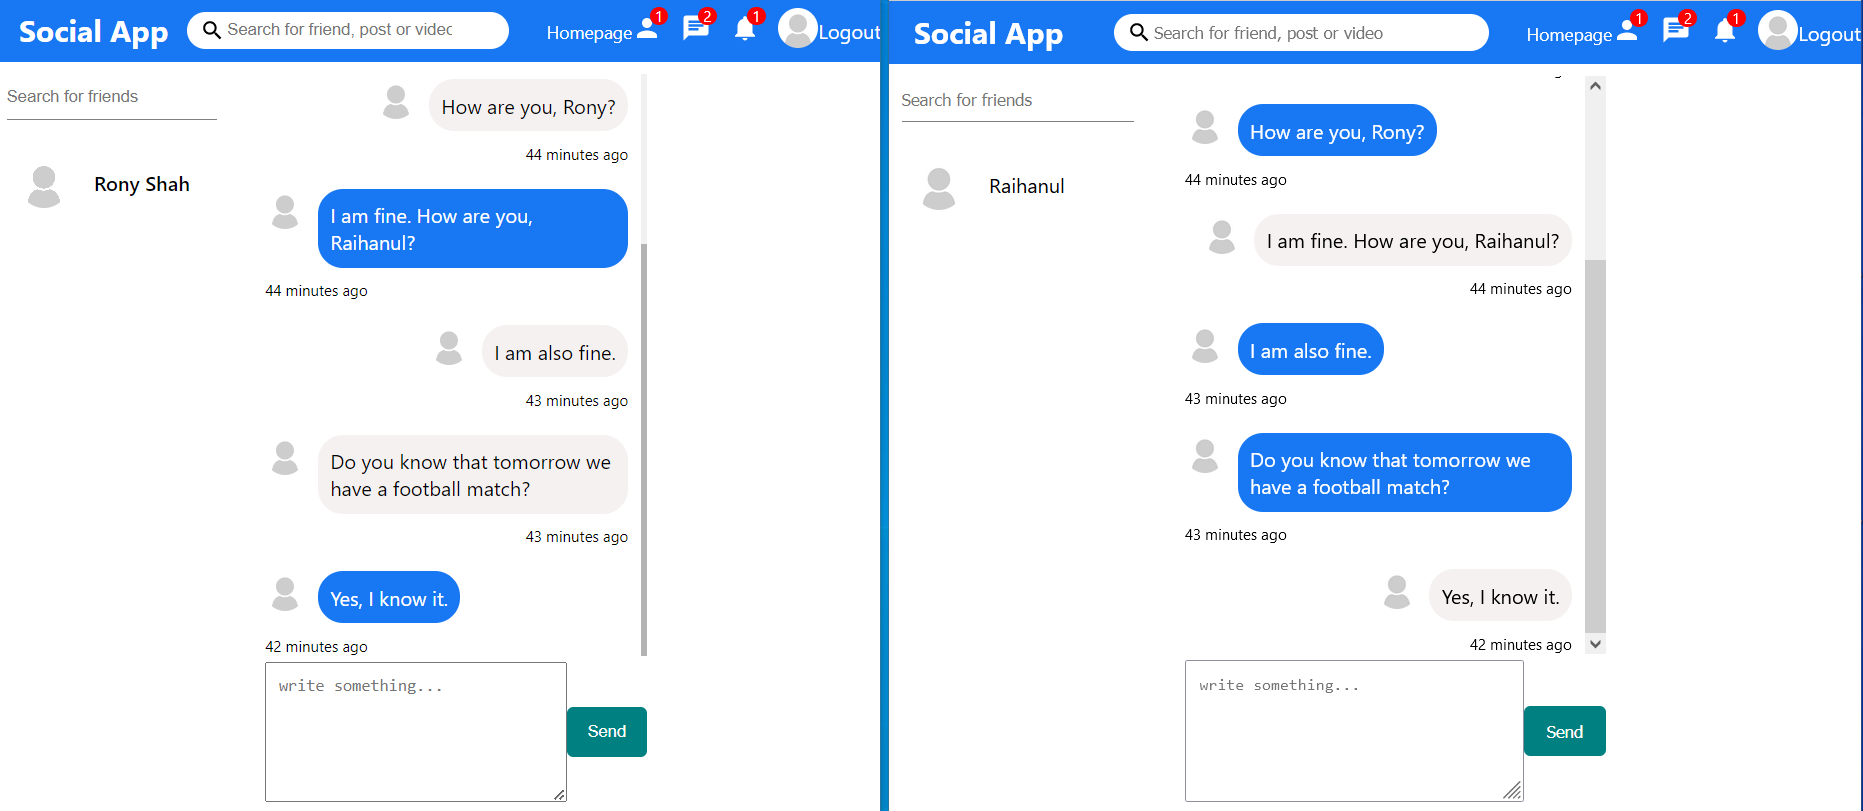 Social App
Search for friend, post or videc
Homepage
1
2
1
Logout
Search for friends
Rony Shah
How are you, Rony?
44 minutes ago
I am fine. How are you,
Raihanul?
44 minutes ago
I am also fine.
43 minutes ago
Do you know that tomorrow we
have a football match?
43 minutes ago
Yes, I know it.
42 minutes ago
write something...
Send
Social App
Search for friend, post or video
Homepage
1
2
1
Logout
Search for friends
Raihanul
How are you, Rony?
44 minutes ago
I am fine. How are you, Raihanul?
44 minutes ago
I am also fine.
43 minutes ago
Do you know that tomorrow we
have a football match?
43 minutes ago
Yes, I know it.
42 minutes ago
write something...
Send